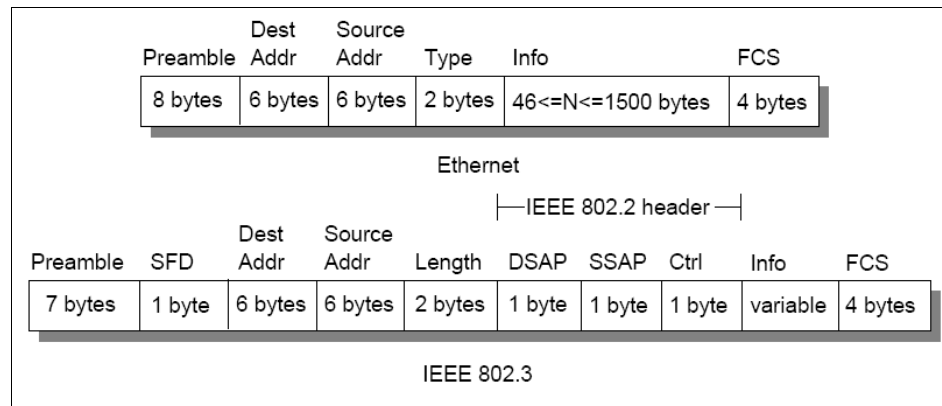 Dest Source
Preamble Addr Addr Type Info FCS
8 bytes 6 bytes 6 bytes 2 bytes 46<=N<=1500 bytes 4 bytes
Ethernet
IEEE 802.2 header
Dest Source
Preamble SFD Addr Addr Length DSAP SSAP Ctrl Info FCS
7 bytes 1 byte 6 bytes 6 bytes 2 bytes 1 byte 1 byte 1 byte variable 4 bytes
IEEE 802.3